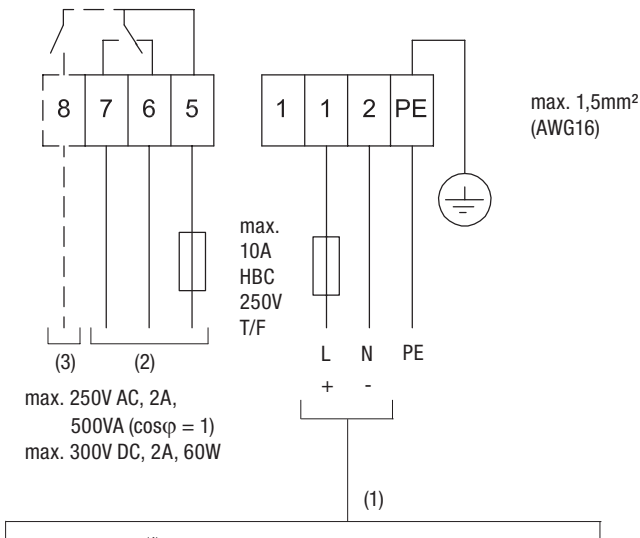 8 7 6 5 1 1 2 PE
max. 1,5mm²
(AWG16)
max.
10A
HBC
250V
T/F
L N PE
+ -
(3) (2)
max. 250V AC, 2A,
500VA (cosφ = 1)
max. 300V DC, 2A, 60W
(1)